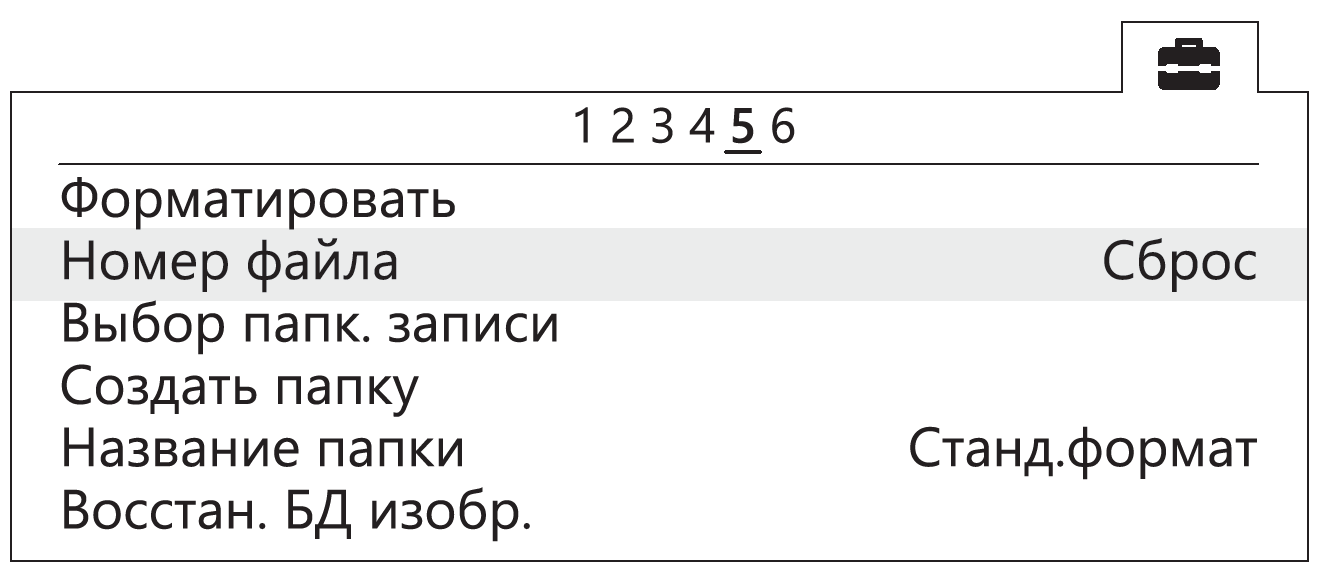 1 2 3 4 5 6
Форматировать
Номер файла Сброс
Выбор папк. записи
Создать папку
Название папки Станд.формат
Восстан. БД изобр.